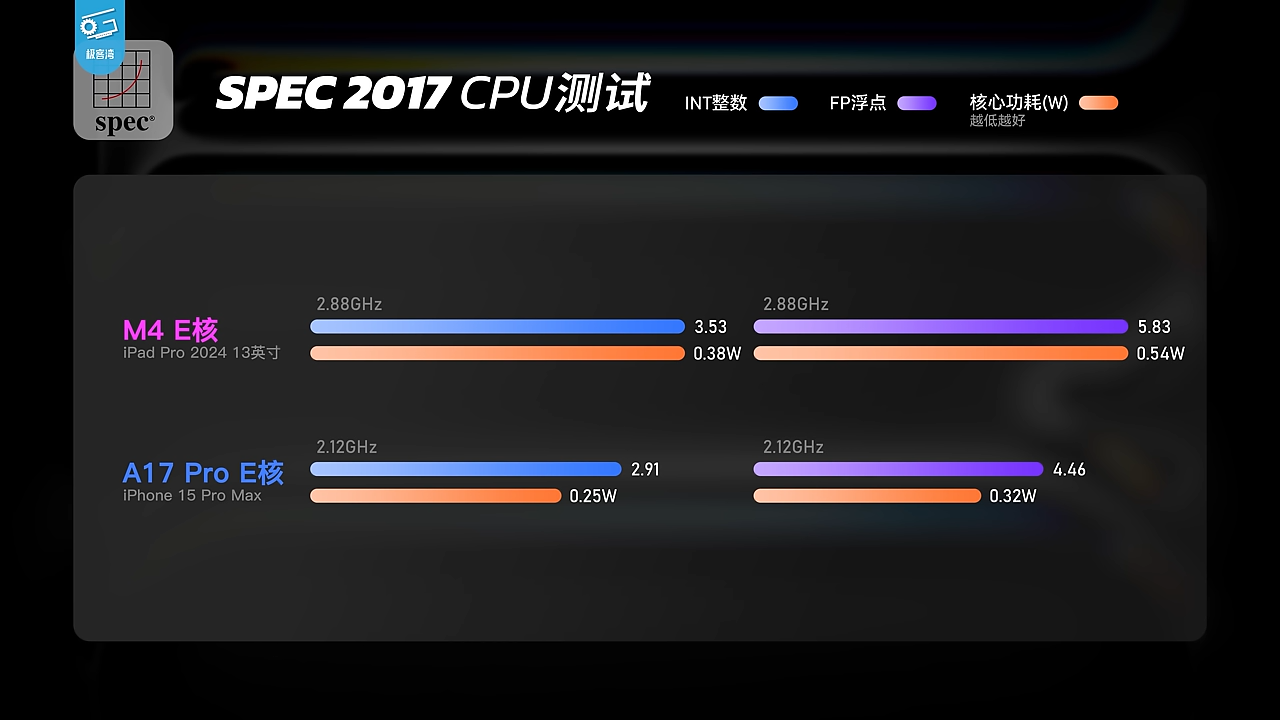 极客湾
spec®
SPEC 2017 CPU测试
INT整数
FP浮点
核心功耗(W)
越低越好
M4 E核
iPad Pro 2024 13英寸
2.88GHz
3.53
0.38W
2.88GHz
5.83
0.54W
A17 Pro E核
iPhone 15 Pro Max
2.12GHz
2.91
0.25W
2.12GHz
4.46
0.32W